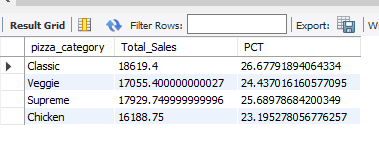 Result Grid Filter Rows: Export:
pizza_category Total_Sales PCT
Classic 18619.4 26.67791894064334
Veggie 17055.400000000027 24.437016160577095
Supreme 17929.749999999996 25.68978684200349
Chicken 16188.75 23.195278056776257